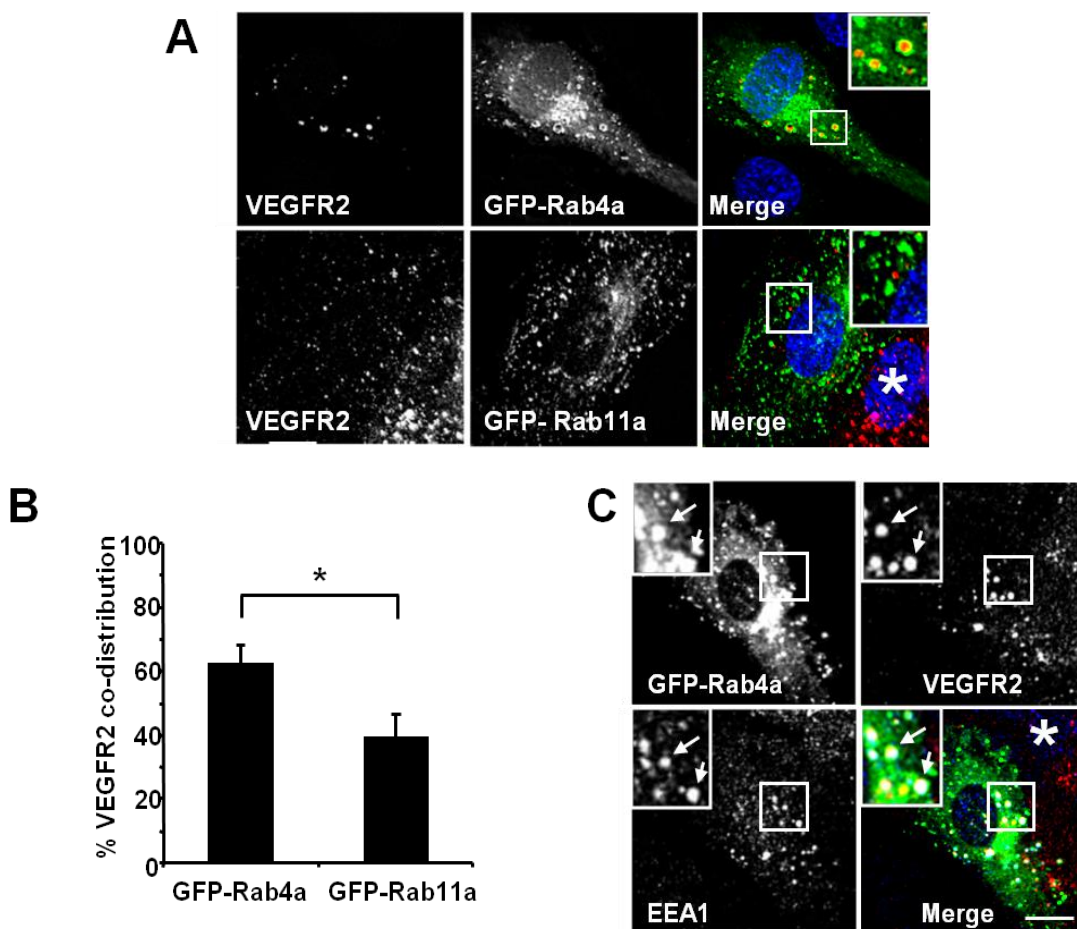 A
VEGFR2 GFP-Rab4a Merge
VEGFR2 GFP- Rab11a Merge
*
B
% VEGFR2 co-distribution
100
80
60
40
20
0
*
GFP-Rab4a GFP-Rab11a
C
GFP-Rab4a VEGFR2
*
EEA1 Merge